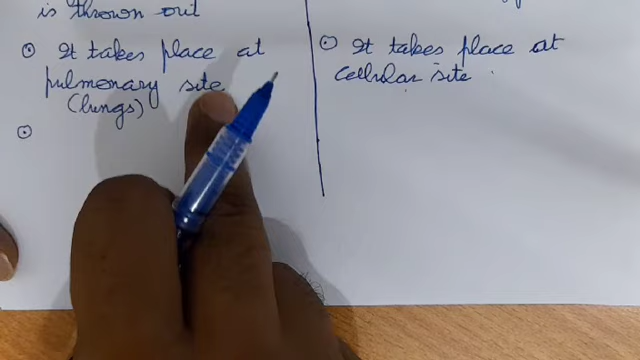 is thrown out
⊙ It takes place at
pulmonary site
(lungs)
⊙
⊙ It takes place at
cellular site